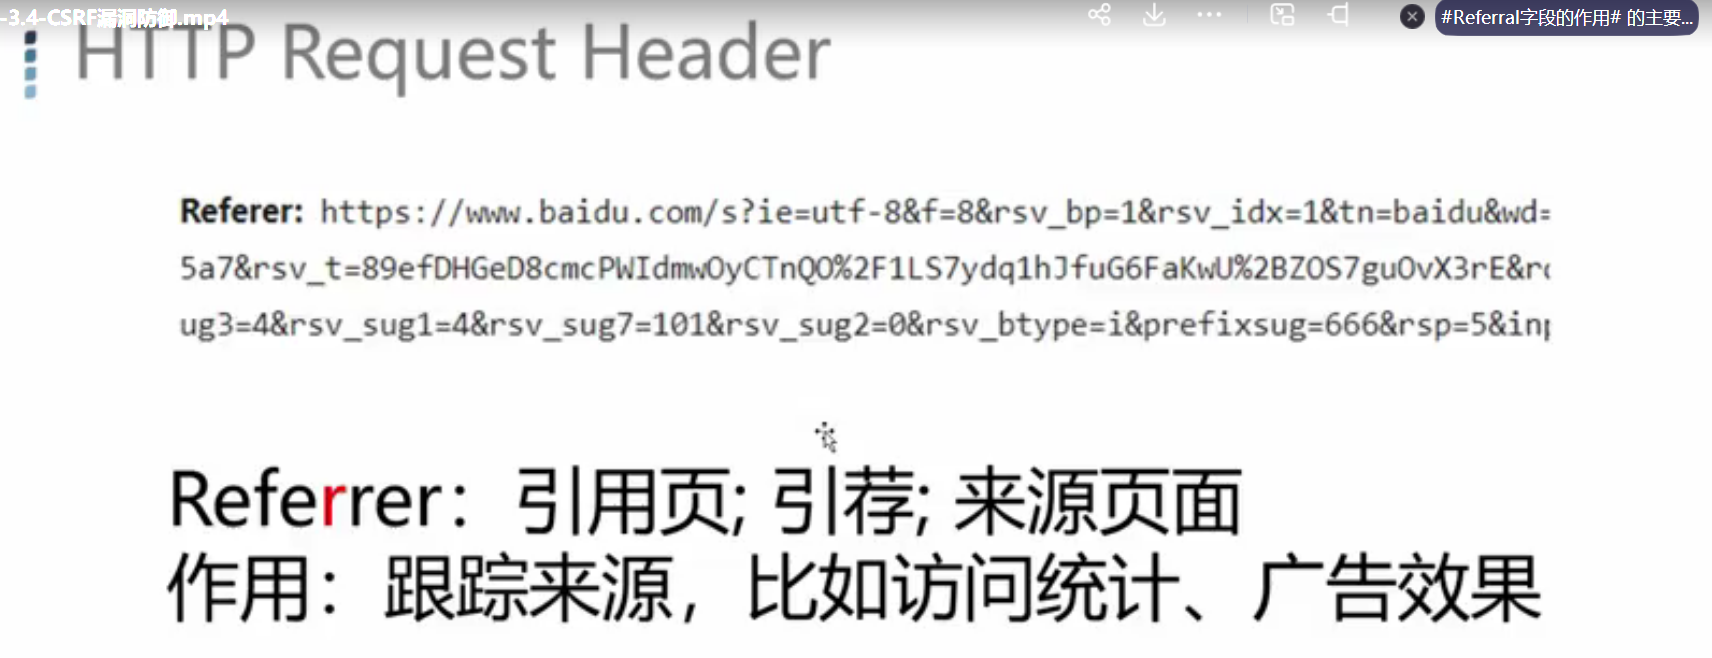 -3.4-CSRF漏洞防御.mp4
#Referral字段的作用# 的主要...
HTTP Request Header
Referer: https://www.baidu.com/s?ie=utf-8&f=8&rsv_bp=1&rsv_idx=1&tn=baidu&wd=
5a7&rsv_t=89efDHGeD8cmcPWIdmwOyCTnQO%2F1LS7ydq1hJfuG6FaKwU%2BZOS7guOvX3rE&r
ug3=4&rsv_sug1=4&rsv_sug7=101&rsv_sug2=0&rsv_btype=i&prefixsug=666&rsp=5&in
Referrer：引用页; 引荐; 来源页面
作用：跟踪来源，比如访问统计、广告效果